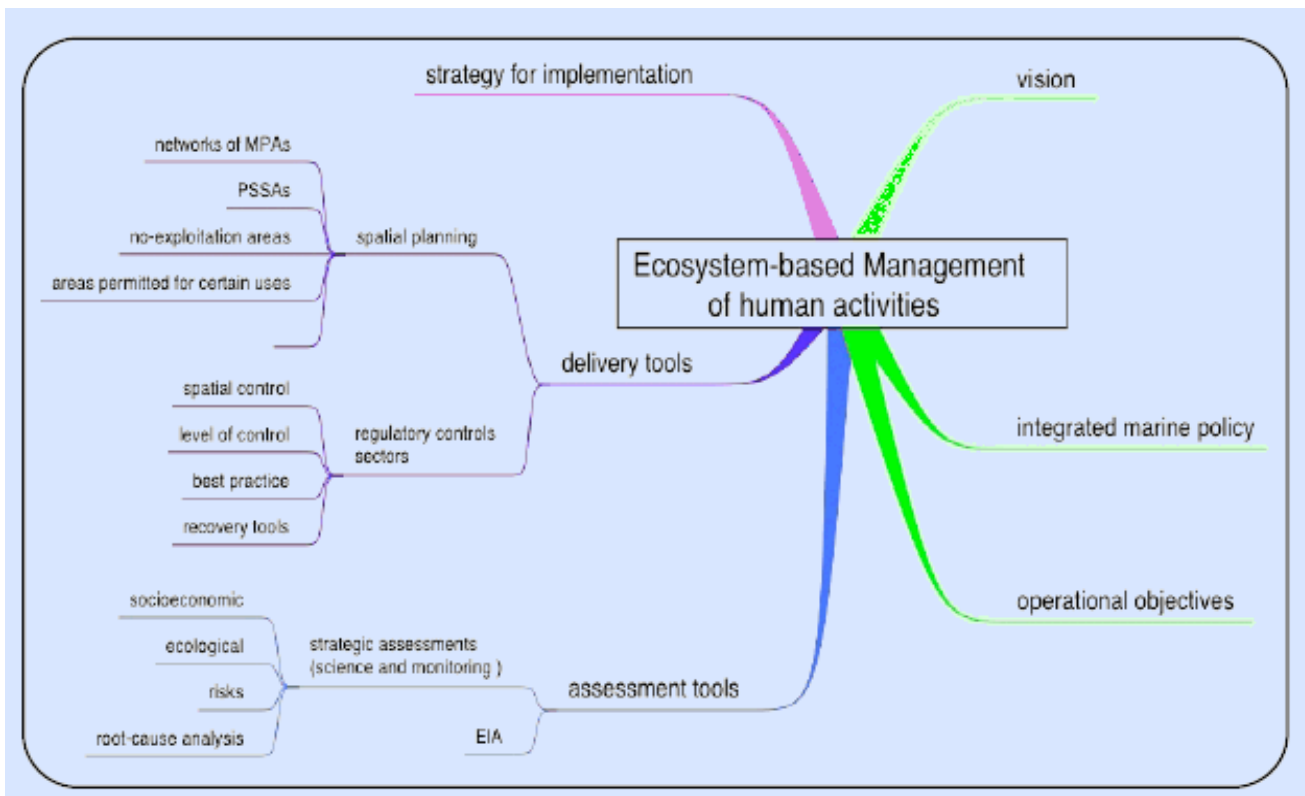 strategy for implementation
vision
networks of MPAs
PSSAs
no-exploitation areas
spatial planning
areas permitted for certain uses
Ecosystem-based Management
of human activities
delivery tools
spatial control
level of control
regulatory controls
sectors
best practice
recovery tools
integrated marine policy
operational objectives
socioeconomic
ecological
strategic assessments
(science and monitoring )
risks
root-cause analysis
assessment tools
EIA